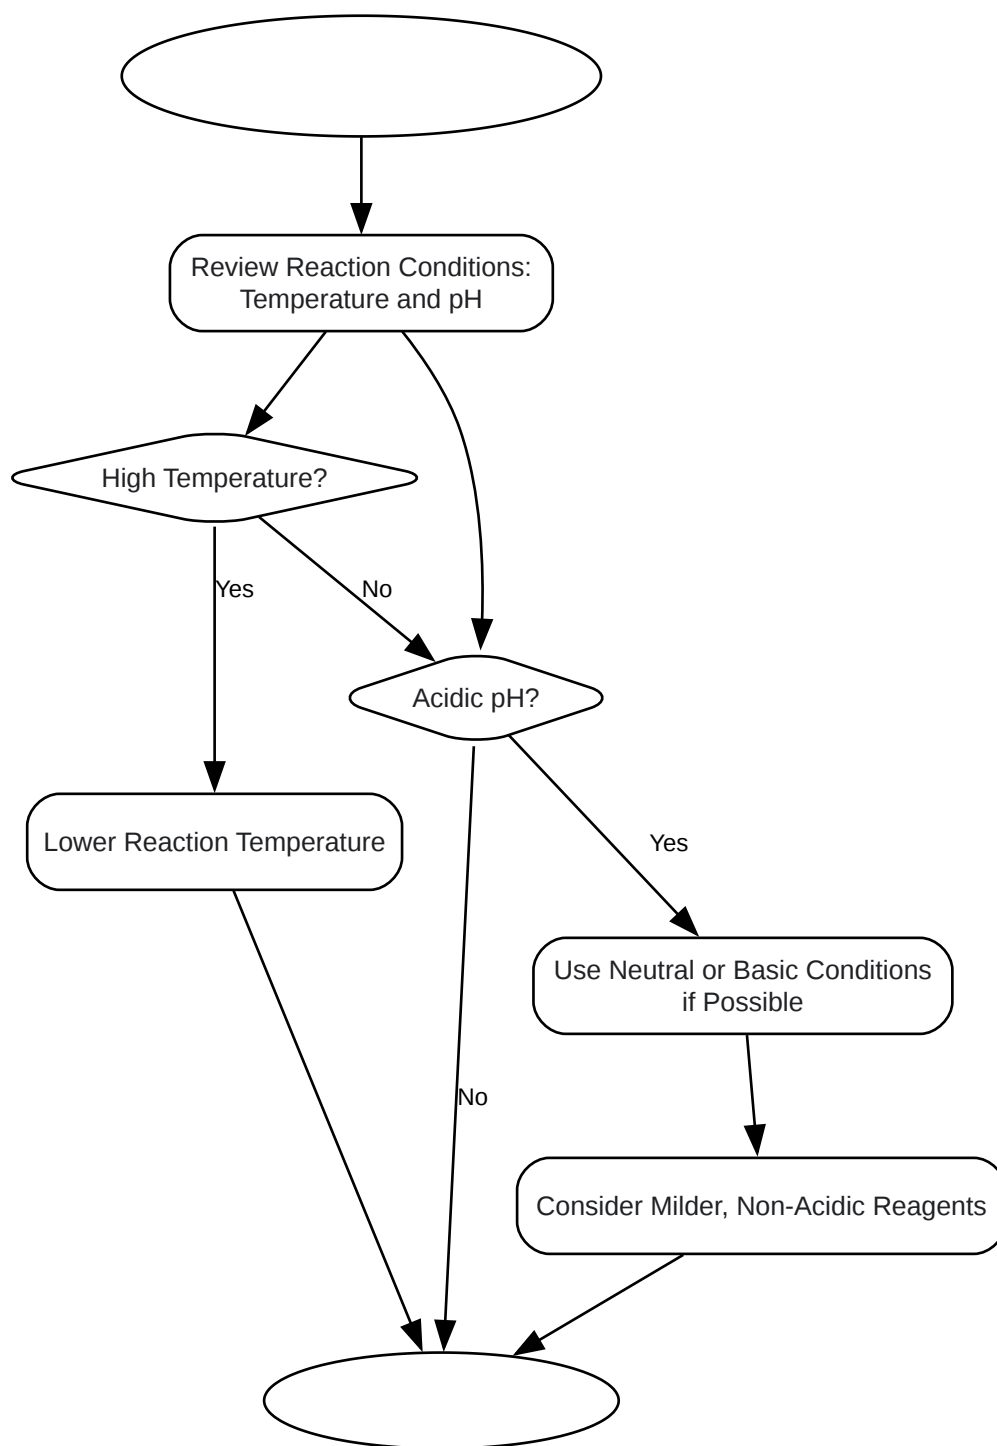 Review Reaction Conditions:
Temperature and pH
High Temperature?
Yes
No
Acidic pH?
Lower Reaction Temperature
Yes
Use Neutral or Basic Conditions
if Possible
No
Consider Milder, Non-Acidic Reagents